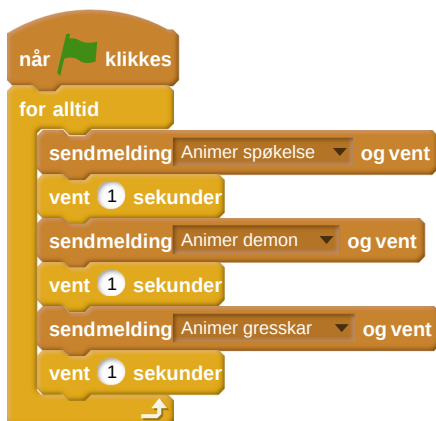 når klikkes
for alltid
sendmelding Animer spøkelse og vent
vent 1 sekunder
sendmelding Animer demon og vent
vent 1 sekunder
sendmelding Animer gresskar og vent
vent 1 sekunder